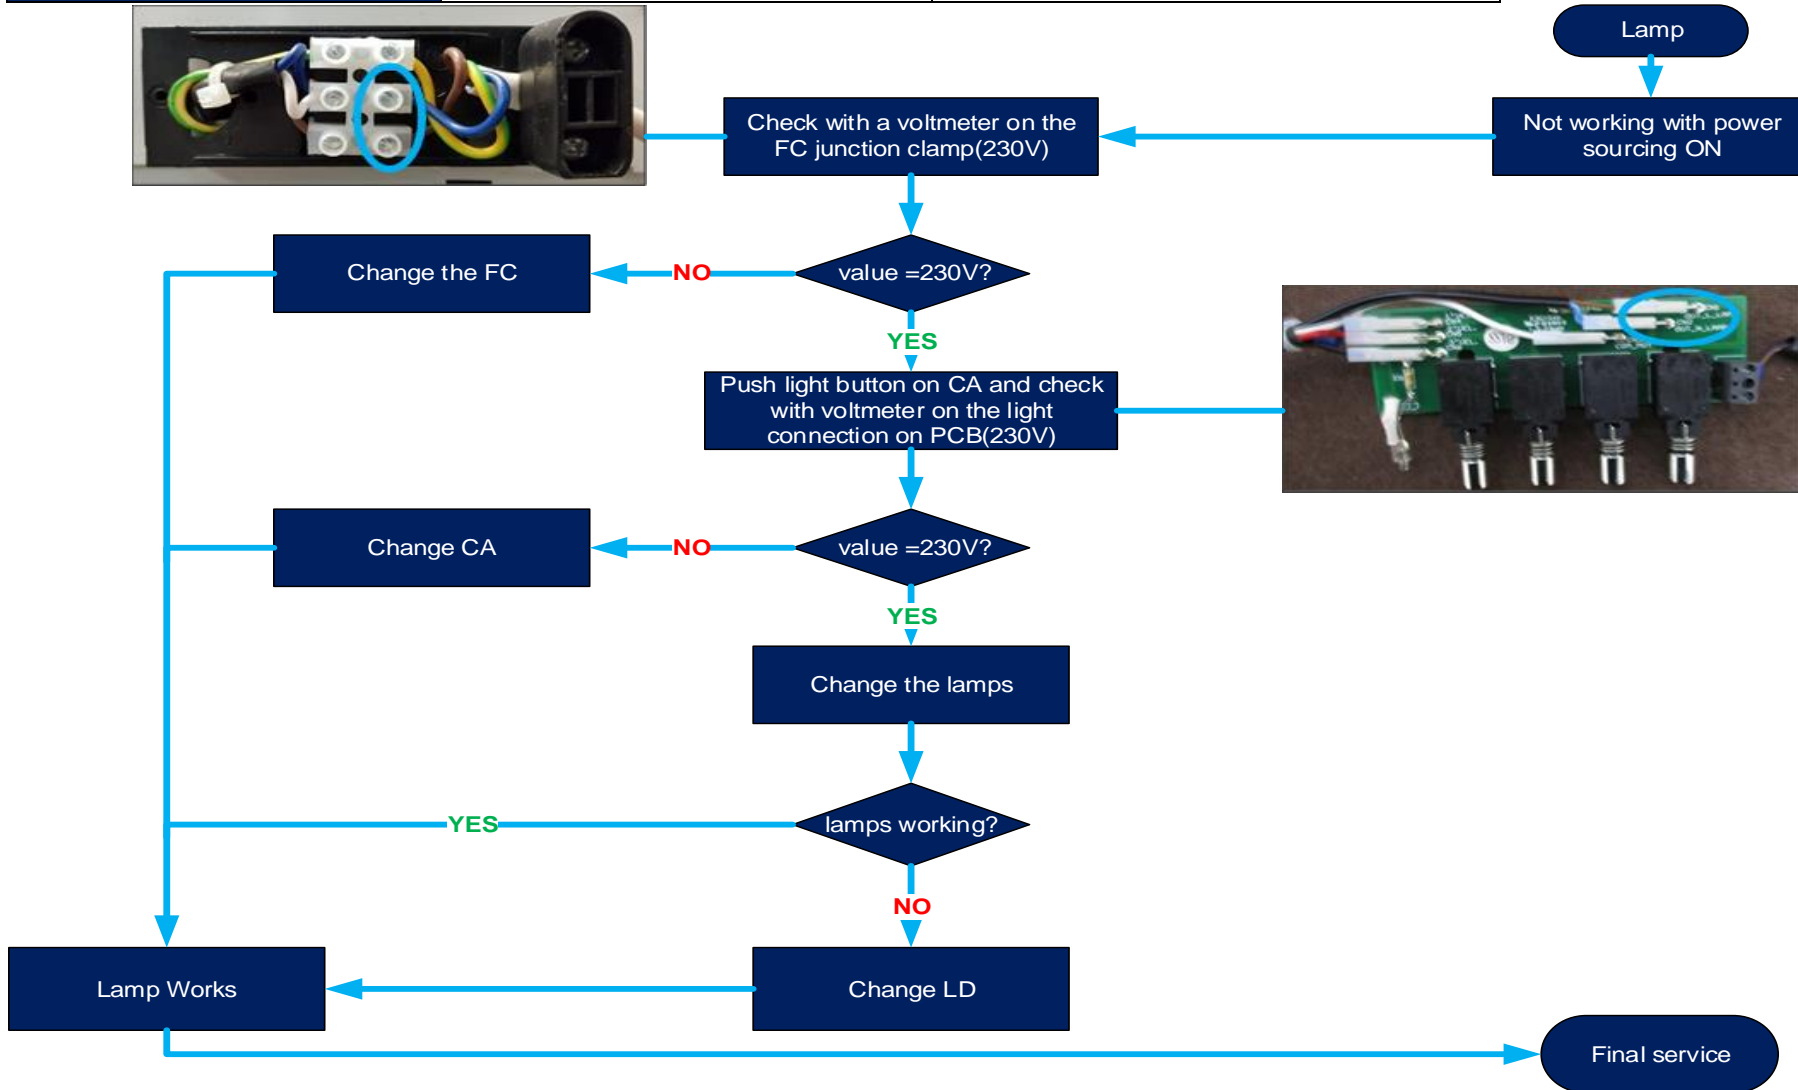 Lamp
Not working with power
sourcing ON
Check with a voltmeter on the
FC junction clamp(230V)
value =230V?
NO
Change the FC
YES
Push light button on CA and check
with voltmeter on the light
connection on PCB(230V)
value =230V?
NO
Change CA
YES
Change the lamps
lamps working?
YES
NO
Lamp Works
Change LD
Final service